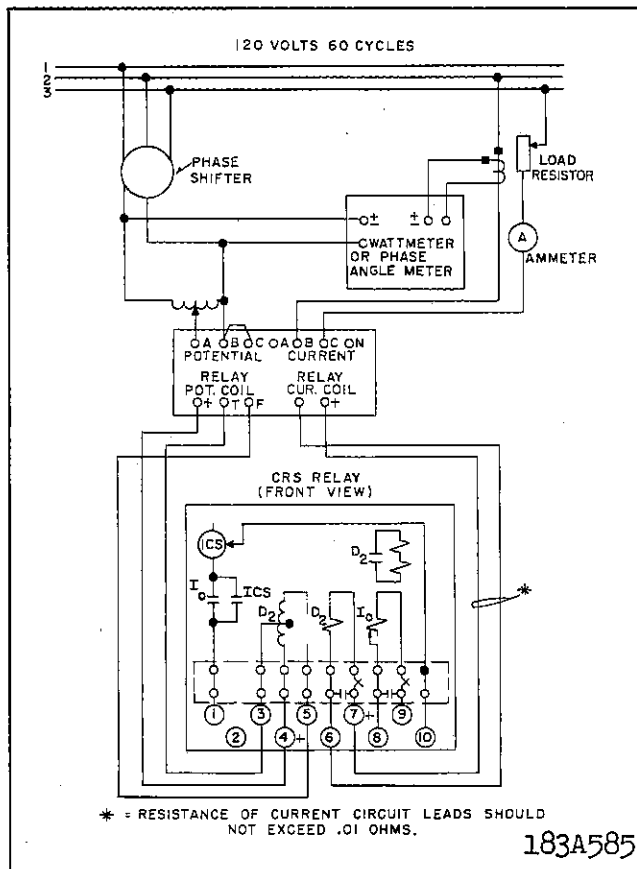 120 VOLTS 60 CYCLES
1
2
3
PHASE
SHIFTER
LOAD
RESISTOR
± ±
WATTMETER
OR PHASE
ANGLE METER
A
AMMETER
A B C A B C N
POTENTIAL CURRENT
RELAY RELAY
POT. COIL CUR. COIL
+ T F +
CRS RELAY
(FRONT VIEW)
ICS
D2
*
Io ICS
D2 D2 Io
1 3 5 7 + 9
2 4 + 6 8 10
* = RESISTANCE OF CURRENT CIRCUIT LEADS SHOULD
NOT EXCEED .01 OHMS.
183A585